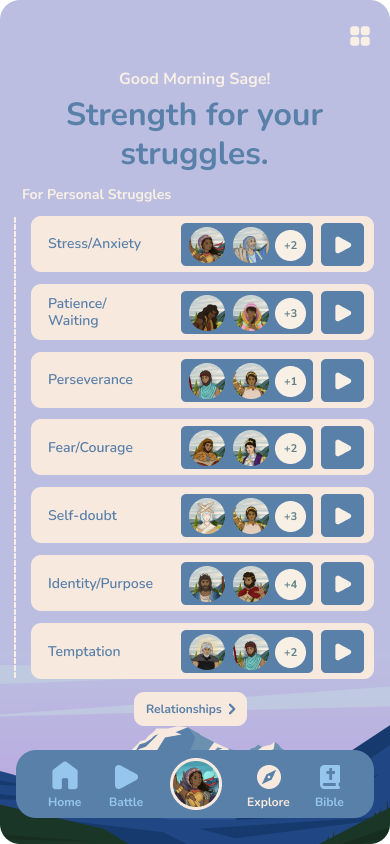 Good Morning Sage!
Strength for your
struggles.
For Personal Struggles
Stress/Anxiety
+2
Patience/
Waiting
+3
Perseverance
+1
Fear/Courage
+2
Self-doubt
+3
Identity/Purpose
+4
Temptation
+2
Relationships
Home
Battle
Explore
Bible